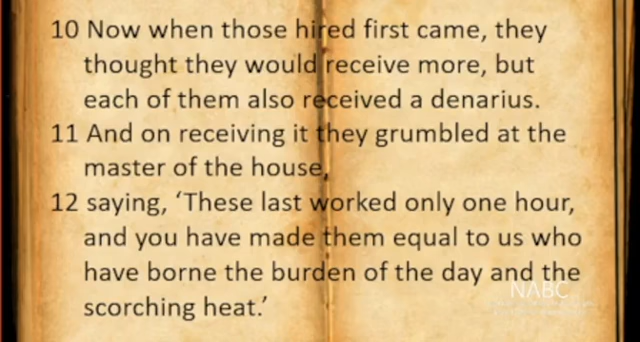 10 Now when those hired first came, they
thought they would receive more, but
each of them also received a denarius.
11 And on receiving it they grumbled at the
master of the house,
12 saying, ‘These last worked only one hour,
and you have made them equal to us who
have borne the burden of the day and the
scorching heat.’
NABC